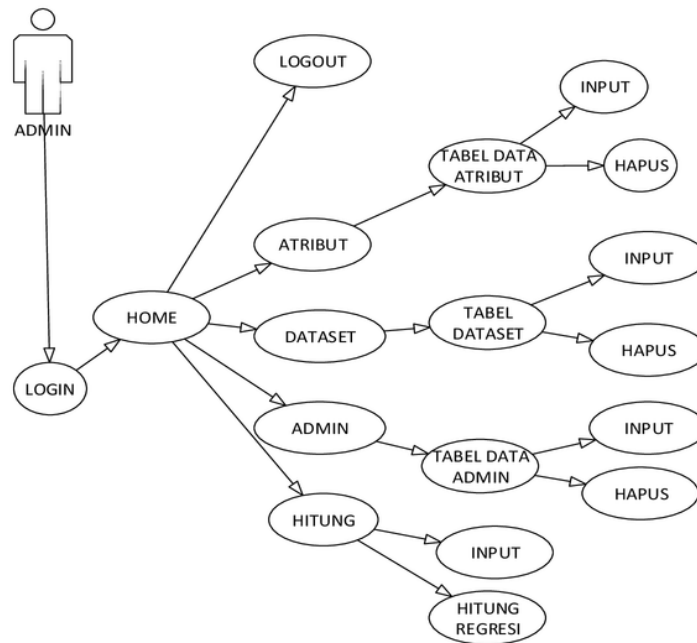 ADMIN
LOGOUT
INPUT
TABEL DATA
ATRIBUT
HAPUS
ATRIBUT
INPUT
HOME
DATASET
TABEL
DATASET
HAPUS
LOGIN
ADMIN
TABEL DATA
ADMIN
INPUT
HAPUS
HITUNG
INPUT
HITUNG
REGRESI